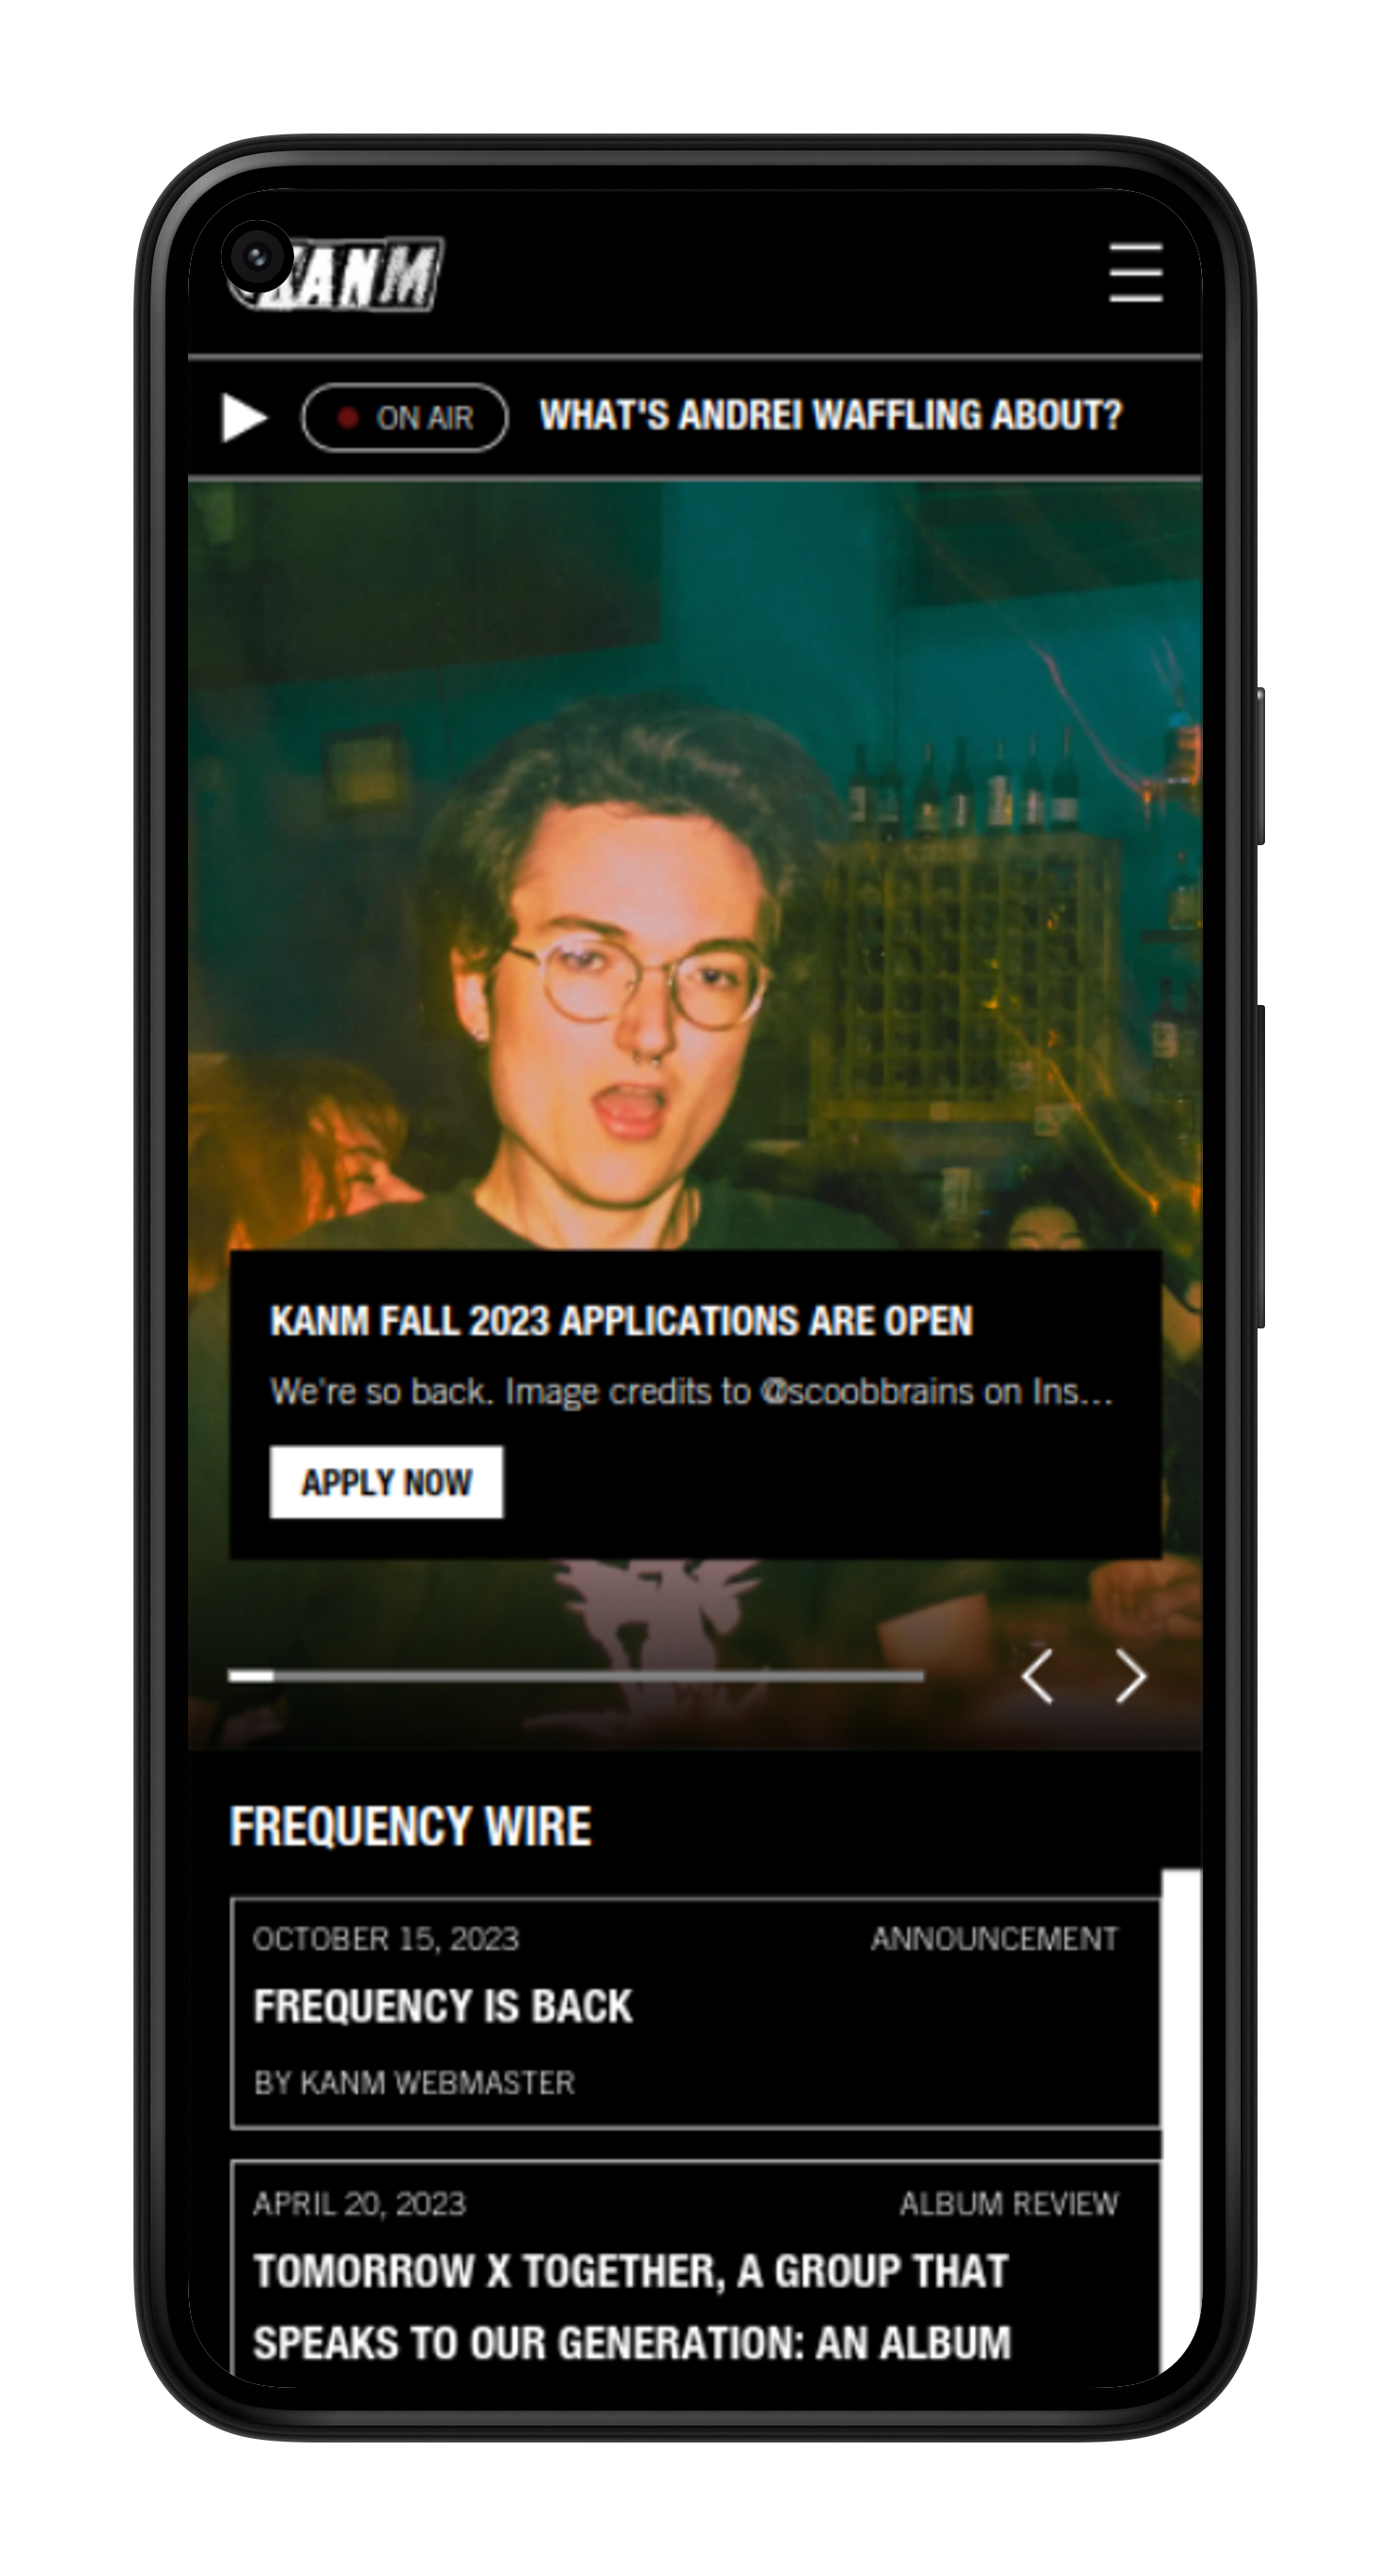 KANM
ON AIR
WHAT'S ANDREI WAFFLING ABOUT?
KANM FALL 2023 APPLICATIONS ARE OPEN
We're so back. Image credits to @scoobbrains on Ins...
APPLY NOW
FREQUENCY WIRE
OCTOBER 15, 2023
ANNOUNCEMENT
FREQUENCY IS BACK
BY KANM WEBMASTER
APRIL 20, 2023
ALBUM REVIEW
TOMORROW X TOGETHER, A GROUP THAT
SPEAKS TO OUR GENERATION: AN ALBUM